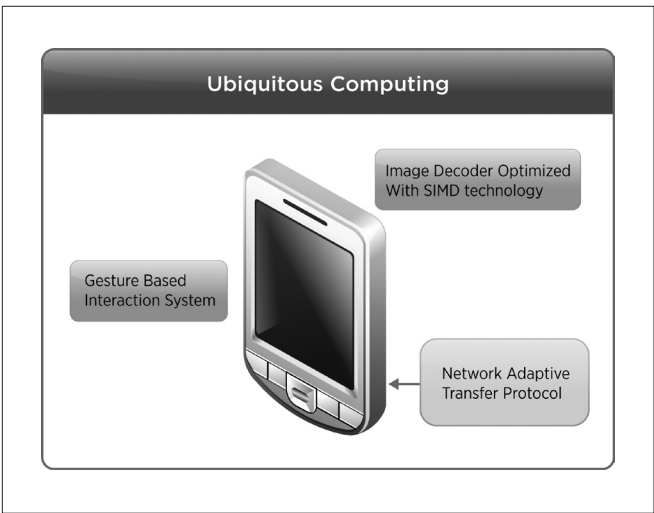 Ubiquitous Computing
Image Decoder Optimized
With SIMD technology
Gesture Based
Interaction System
Network Adaptive
Transfer Protocol